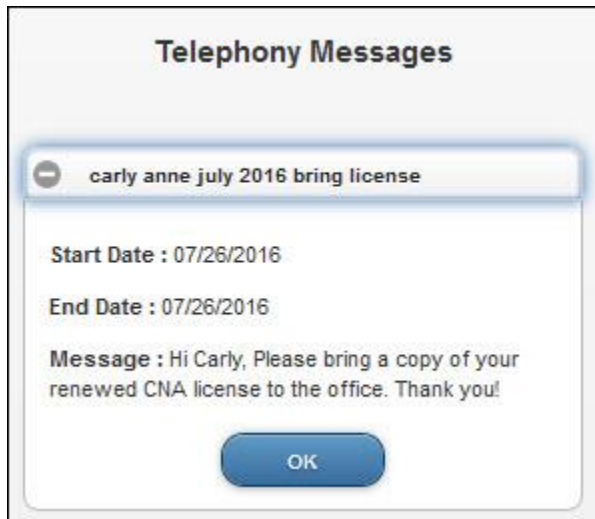 Telephony Messages
carly anne july 2016 bring license
Start Date : 07/26/2016
End Date : 07/26/2016
Message : Hi Carly, Please bring a copy of your
renewed CNA license to the office. Thank you!
OK